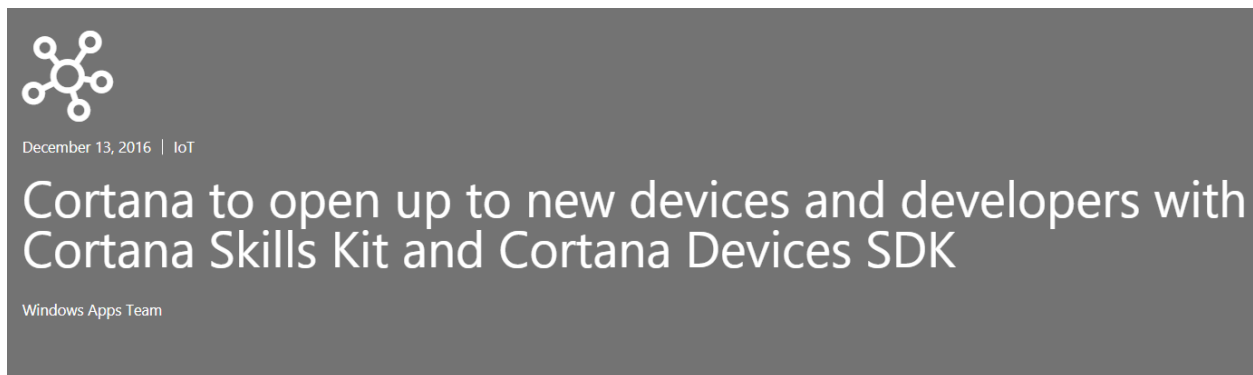 December 13, 2016 | IoT
Cortana to open up to new devices and developers with
Cortana Skills Kit and Cortana Devices SDK
Windows Apps Team